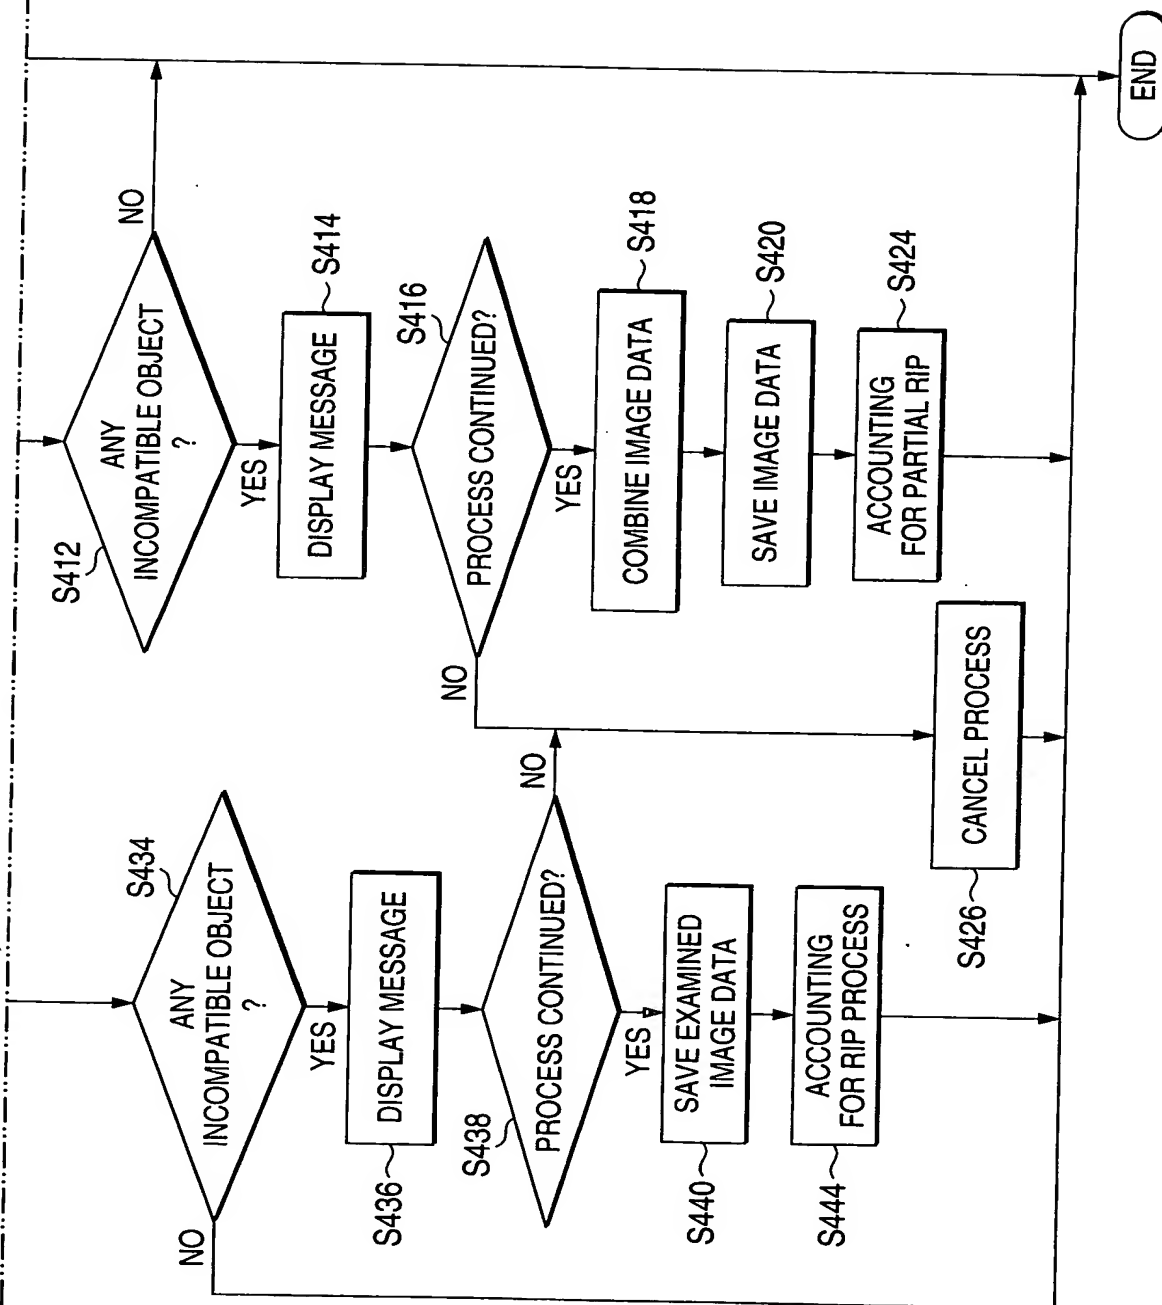 S434
ANY
INCOMPATIBLE OBJECT
?
NO
YES
S436
DISPLAY MESSAGE
S438
PROCESS CONTINUED?
NO
YES
S440
SAVE EXAMINED
IMAGE DATA
S444
ACCOUNTING
FOR RIP PROCESS
S412
ANY
INCOMPATIBLE OBJECT
?
NO
YES
S414
DISPLAY MESSAGE
S416
PROCESS CONTINUED?
NO
YES
S418
COMBINE IMAGE DATA
S420
SAVE IMAGE DATA
S424
ACCOUNTING
FOR PARTIAL RIP
S426
CANCEL PROCESS
END